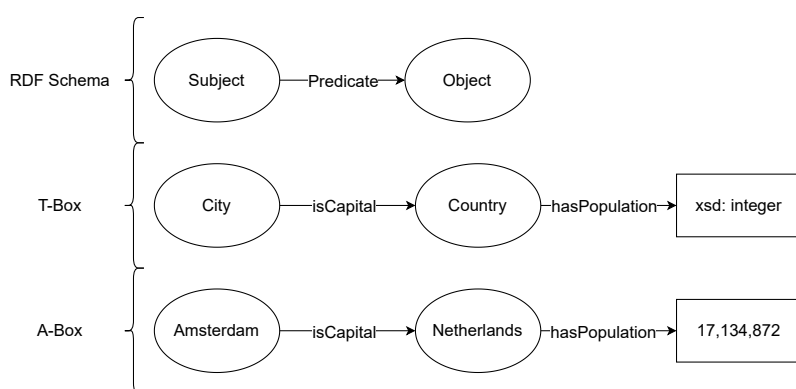 RDF Schema
Subject
Predicate
Object
T-Box
City
isCapital
Country
hasPopulation
xsd: integer
A-Box
Amsterdam
isCapital
Netherlands
hasPopulation
17,134,872